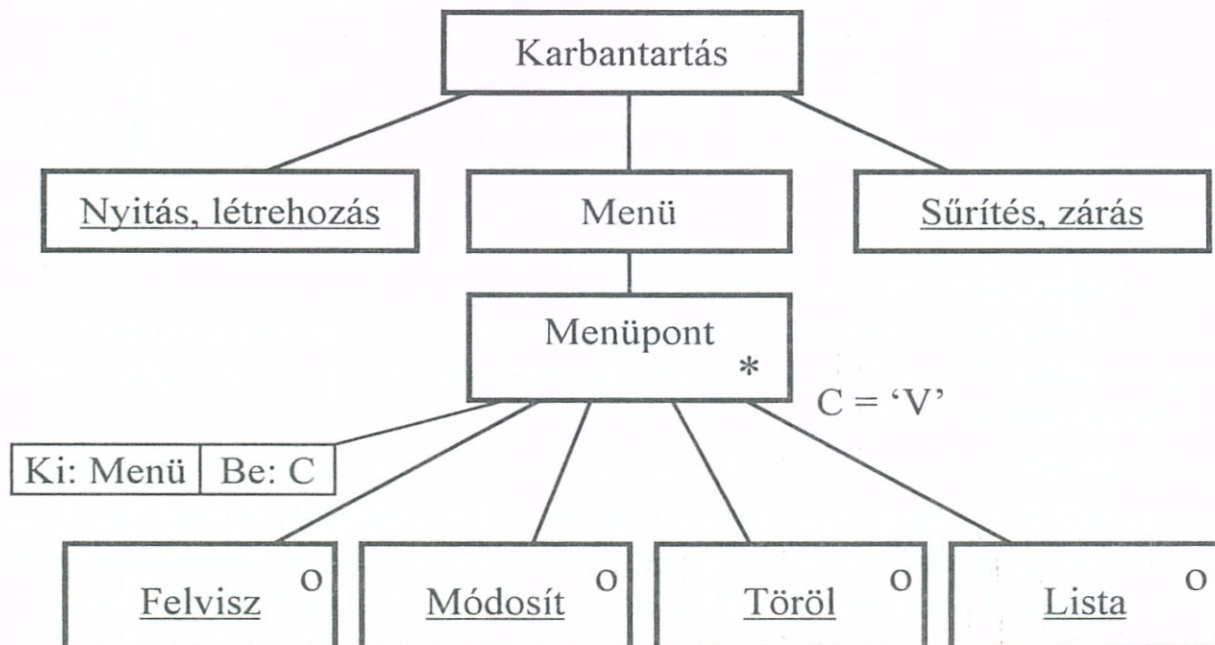 Karbantartás
Nyitás, létrehozás
Menü
Sűrítés, zárás
Menüpont
*
C = ‘V’
Ki: Menü
Be: C
Felvisz
o
Módosít
o
Töröl
o
Lista
o